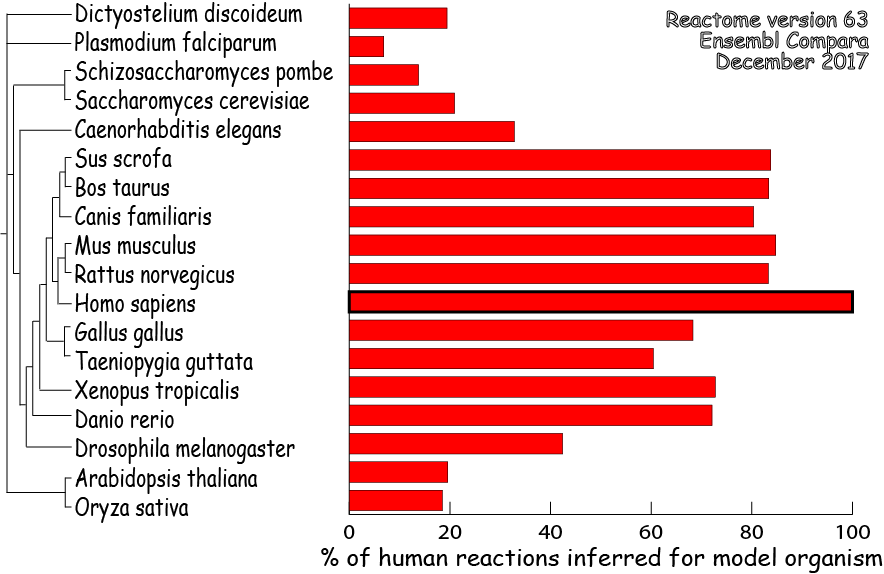 Dictyostelium discoideum
Plasmodium falciparum
Schizosaccharomyces pombe
Saccharomyces cerevisiae
Caenorhabditis elegans
Sus scrofa
Bos taurus
Canis familiaris
Mus musculus
Rattus norvegicus
Homo sapiens
Gallus gallus
Taeniopygia guttata
Xenopus tropicalis
Danio rerio
Drosophila melanogaster
Arabidopsis thaliana
Oryza sativa
Reactome version 63
Ensembl Compara
December 2017
0 20 40 60 80 100
% of human reactions inferred for model organism